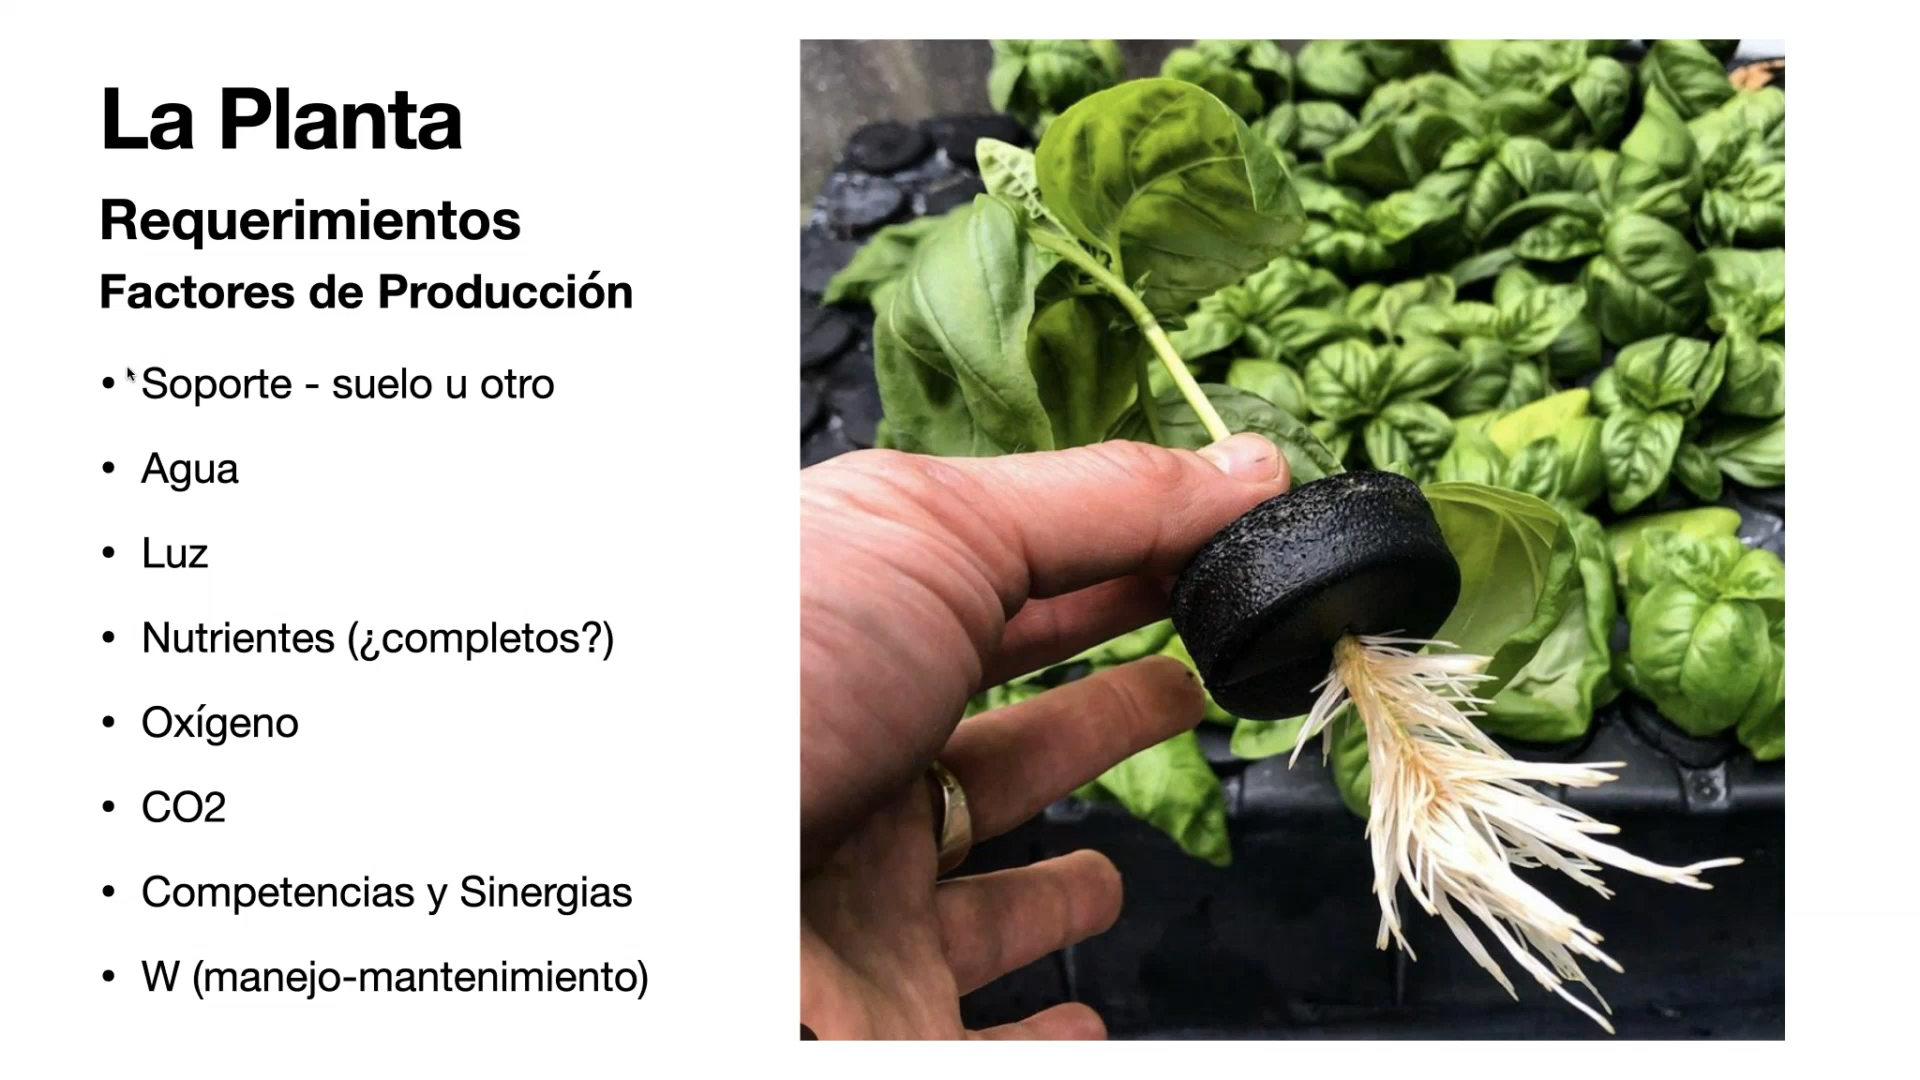 La Planta
Requerimientos
Factores de Producción
• Soporte - suelo u otro
• Agua
• Luz
• Nutrientes (¿completos?)
• Oxígeno
• CO2
• Competencias y Sinergias
• W (manejo-mantenimiento)